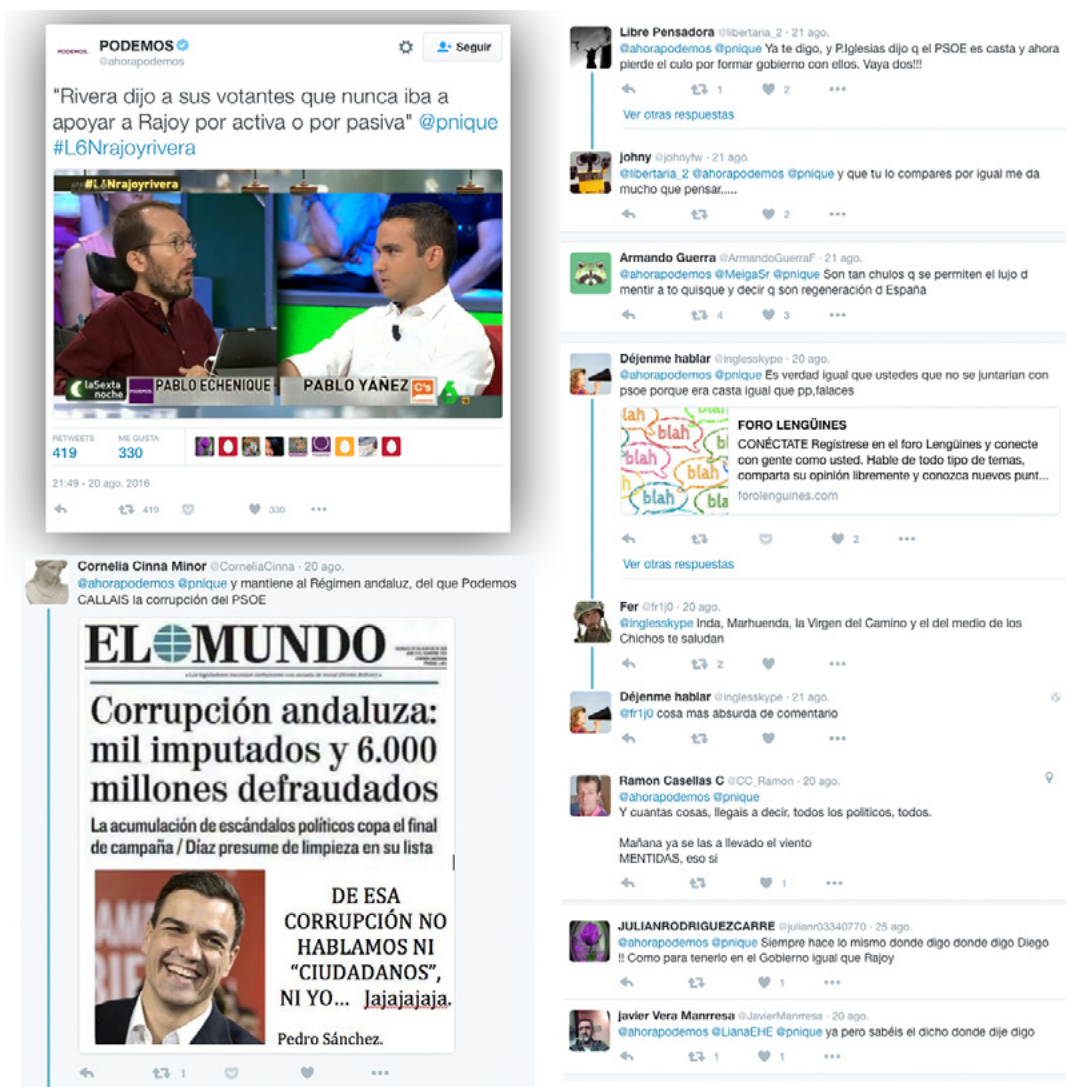 PODEMOS
PODEMOS
@ahorapodemos
Seguir
"Rivera dijo a sus votantes que nunca iba a
apoyar a Rajoy por activa o por pasiva" @pnique
#L6Nrajoyrivera
#L6Nrajoyrivera
laSexta
noche
PODEMOS
PABLO ECHENIQUE
PABLO YÁÑEZ
C's
RETWEETS
ME GUSTA
419
330
21:49 - 20 ago. 2016
419
330
Cornelia Cinna Minor @CorneliaCinna · 20 ago.
@ahorapodemos @pnique y mantiene al Régimen andaluz, del que Podemos
CALLAIS la corrupción del PSOE
EL MUNDO
Corrupción andaluza:
mil imputados y 6.000
millones defraudados
La acumulación de escándalos políticos copa el final
de campaña / Díaz presume de limpieza en su lista
DE ESA
CORRUPCIÓN NO
HABLAMOS NI
“CIUDADANOS”,
NI YO... Jajajajaja.
Pedro Sánchez.
1
Libre Pensadora @libertaria_2 · 21 ago.
@ahorapodemos @pnique Ya te digo, y P.Iglesias dijo q el PSOE es casta y ahora
pierde el culo por formar gobierno con ellos. Vaya dos!!!
1
2
Ver otras respuestas
johny @johnyfw · 21 ago.
@libertaria_2 @ahorapodemos @pnique y que tu lo compares por igual me da
mucho que pensar.....
2
Armando Guerra @ArmandoGuerraF · 21 ago.
@ahorapodemos @MeigaSr @pnique Son tan chulos q se permiten el lujo d
mentir a to quisque y decir q son regeneración d España
4
3
Déjenme hablar @inglesskype · 20 ago.
@ahorapodemos @pnique Es verdad igual que ustedes que no se juntarian con
psoe porque era casta igual que pp,falaces
blah
blah
blah
blah
blah
FORO LENGÜINES
CONÉCTATE Regístrese en el foro Lengüines y conecte
con gente como usted. Hable de todo tipo de temas,
comparta su opinión libremente y conozca nuevos punt...
forolenguines.com
2
Ver otras respuestas
Fer @fr1j0 · 20 ago.
@inglesskype Inda, Marhuenda, la Virgen del Camino y el del medio de los
Chichos te saludan
2
Déjenme hablar @inglesskype · 21 ago.
@fr1j0 cosa mas absurda de comentario
Ramon Casellas C @CC_Ramon · 20 ago.
@ahorapodemos @pnique
Y cuantas cosas, llegais a decir, todos los politicos, todos.
Mañana ya se las a llevado el viento
MENTIDAS, eso sí
1
JULIANRODRIGUEZCARRE @julianr03340770 · 25 ago.
@ahorapodemos @pnique Siempre hace lo mismo donde digo donde digo Diego
!! Como para tenerlo en el Gobierno igual que Rajoy
1
javier Vera Manrresa @JavierManrresa · 20 ago.
@ahorapodemos @LianaEHE @pnique ya pero sabéis el dicho donde dije digo
1
1